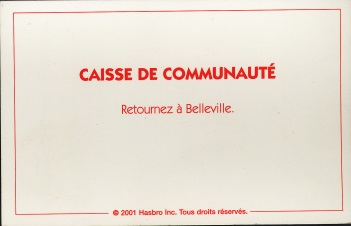 CAISSE DE COMMUNAUTÉ
Retournez à Belleville.
© 2001 Hasbro Inc. Tous droits réservés.